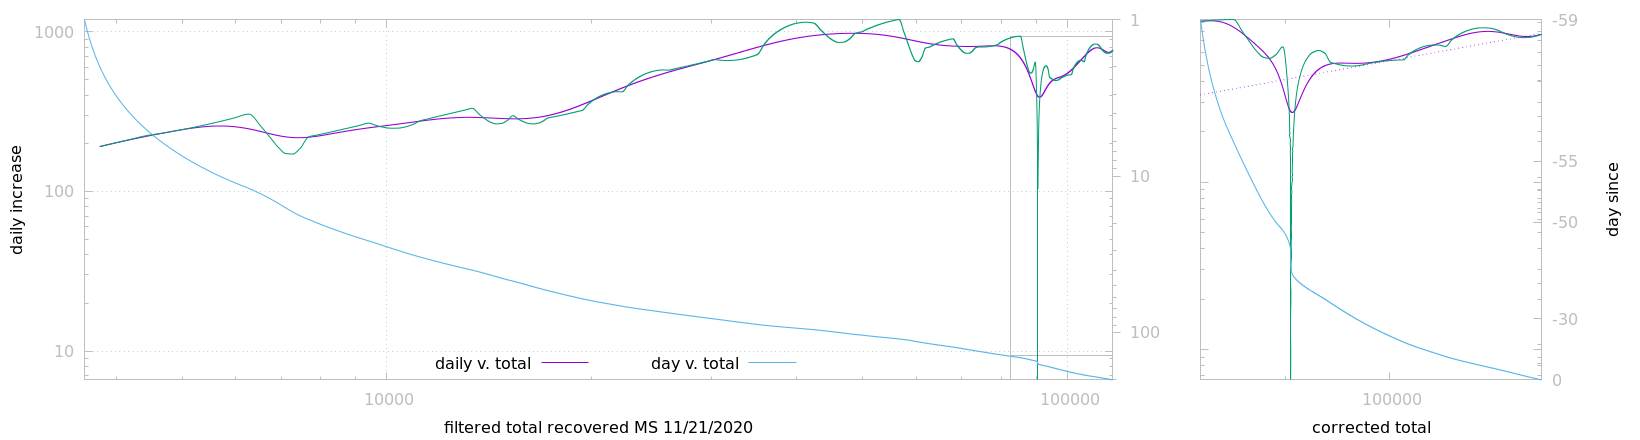 1000
100
10
daily increase
10000
100000
filtered total recovered MS 11/21/2020
daily v. total
day v. total
1
10
100
-59
-55
-50
-30
0
day since
100000
corrected total